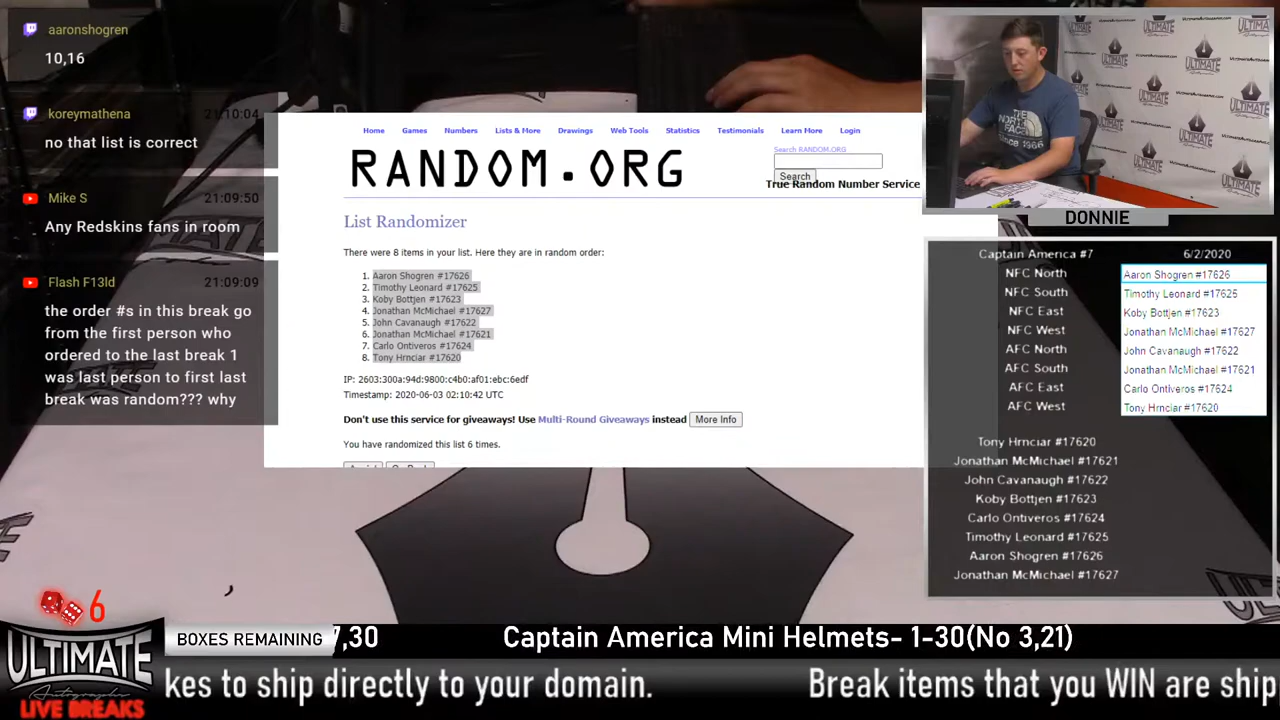 aaronshogren
10,16
koreymathena 21:10:04
no that list is correct
Mike S 21:09:50
Any Redskins fans in room
Flash F13ld 21:09:09
the order #s in this break go
from the first person who
ordered to the last break 1
was last person to first last
break was random??? why
Home Games Numbers Lists & More Drawings Web Tools Statistics Testimonials Learn More Login
RANDOM.ORG
Search RANDOM.ORG
Search
True Random Number Service
List Randomizer
There were 8 items in your list. Here they are in random order:
1. Aaron Shogren #17626
2. Timothy Leonard #17625
3. Koby Bottjen #17623
4. Jonathan McMichael #17627
5. John Cavanaugh #17622
6. Jonathan McMichael #17621
7. Carlo Ontiveros #17624
8. Tony Hrnciar #17620
IP: 2603:300a:94d:9800:c4b0:af01:ebc:6edf
Timestamp: 2020-06-03 02:10:42 UTC
Don't use this service for giveaways! Use Multi-Round Giveaways instead More Info
You have randomized this list 6 times.
THE
NORTH
FACE
since 1966
ULTIMATE
DONNIE
Captain America #7 6/2/2020
NFC North Aaron Shogren #17626
NFC South Timothy Leonard #17625
NFC East Koby Bottjen #17623
NFC West Jonathan McMichael #17627
AFC North John Cavanaugh #17622
AFC South Jonathan McMichael #17621
AFC East Carlo Ontiveros #17624
AFC West Tony Hrnciar #17620
Tony Hrnciar #17620
Jonathan McMichael #17621
John Cavanaugh #17622
Koby Bottjen #17623
Carlo Ontiveros #17624
Timothy Leonard #17625
Aaron Shogren #17626
Jonathan McMichael #17627
6
ULTIMATE
Autographs
LIVE BREAKS
BOXES REMAINING 7,30 Captain America Mini Helmets- 1-30(No 3,21)
kes to ship directly to your domain. Break items that you WIN are ship